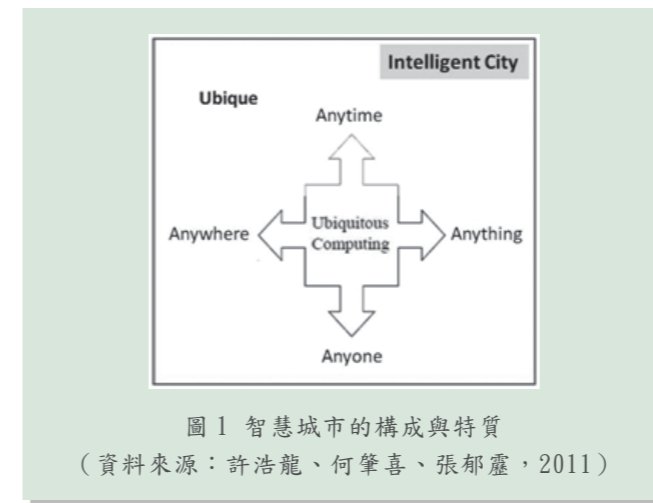 Intelligent City
Ubique
Anytime
Anywhere
Ubiquitous
Computing
Anything
Anyone
圖1 智慧城市的構成與特質
（資料來源：許浩龍、何肇喜、張郁靂，2011）